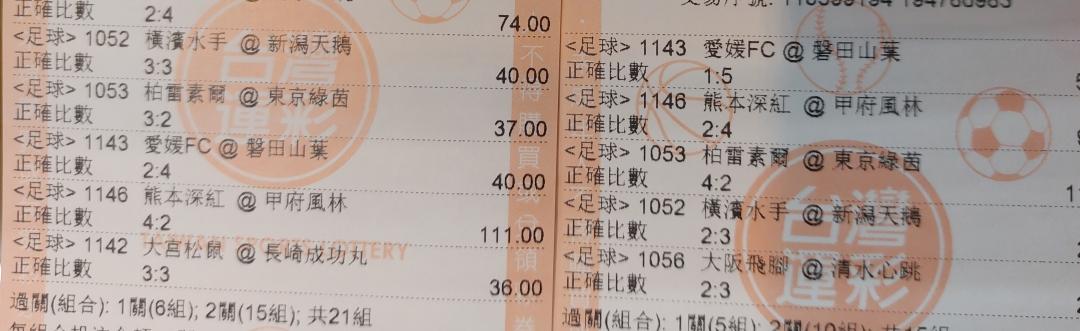 正確比數 2:4 74.00
<足球> 1052 橫濱水手 @ 新潟天鵝
正確比數 3:3 40.00
<足球> 1053 柏雷素爾 @ 東京綠茵
正確比數 3:2 37.00
<足球> 1143 愛媛FC @ 磐田山葉
正確比數 2:4 40.00
<足球> 1146 熊本深紅 @ 甲府風林
正確比數 4:2 111.00
<足球> 1142 大宮松鼠 @ 長崎成功丸
正確比數 3:3 36.00
過關(組合): 1關(6組); 2關(15組); 共21組
<足球> 1143 愛媛FC @ 磐田山葉
正確比數 1:5
<足球> 1146 熊本深紅 @ 甲府風林
正確比數 2:4
<足球> 1053 柏雷素爾 @ 東京綠茵
正確比數 4:2
<足球> 1052 橫濱水手 @ 新潟天鵝
正確比數 2:3
<足球> 1056 大阪飛腳 @ 清水心跳
正確比數 2:3
過關(組合): 1關(5組)
台灣
運彩
台灣
運彩
LOTTERY